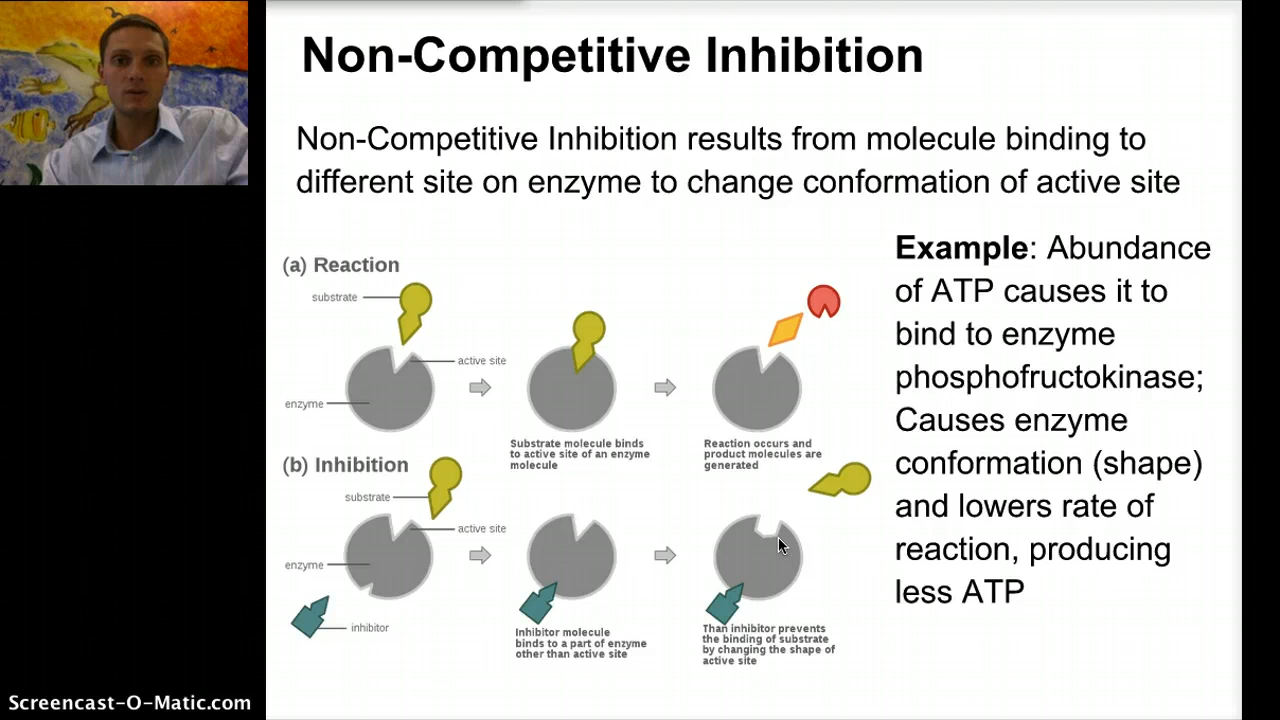 Non-Competitive Inhibition
Non-Competitive Inhibition results from molecule binding to
different site on enzyme to change conformation of active site
Example: Abundance
of ATP causes it to
bind to enzyme
phosphofructokinase;
Causes enzyme
conformation (shape)
and lowers rate of
reaction, producing
less ATP
(a) Reaction
substrate
active site
enzyme
Substrate molecule binds
to active site of an enzyme
molecule
Reaction occurs and
product molecules are
generated
(b) Inhibition
substrate
active site
enzyme
inhibitor
Inhibitor molecule
binds to a part of enzyme
other than active site
Than inhibitor prevents
the binding of substrate
by changing the shape of
active site
Screencast-O-Matic.com